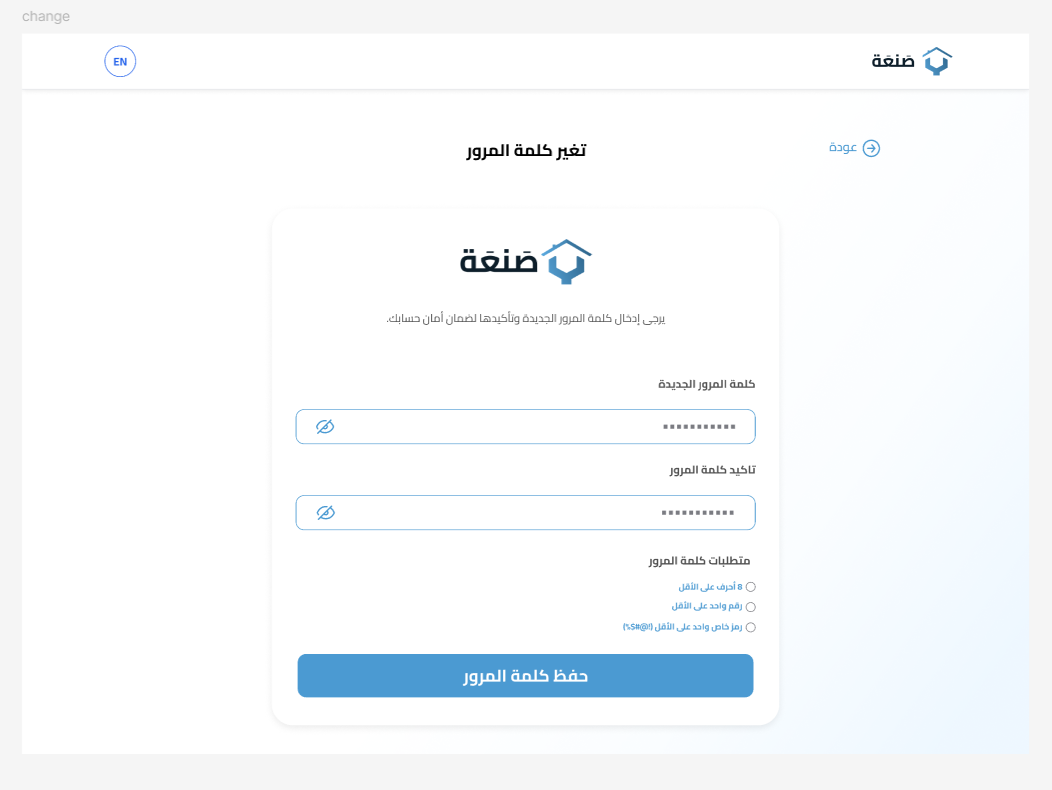 change
صَنعَة
EN
عودة
تغير كلمة المرور
صَنعَة
يرجى إدخال كلمة المرور الجديدة وتأكيدها لضمان أمان حسابك.
كلمة المرور الجديدة
تاكيد كلمة المرور
متطلبات كلمة المرور
8 أحرف على الأقل
رقم واحد على الأقل
رمز خاص واحد على الأقل (!@#$%)
حفظ كلمة المرور